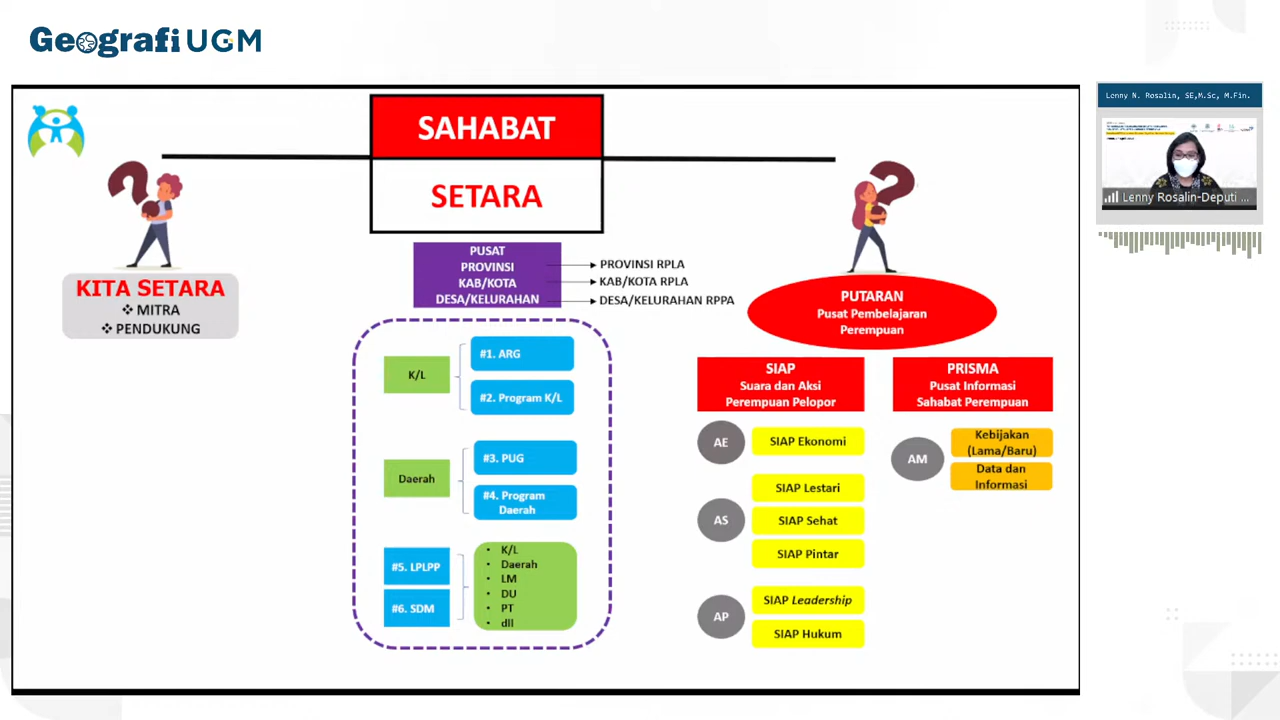 Geografi UGM
Lenny N. Rosalin, SE,M.Sc, M.Fin.
Lenny Rosalin-Deputi ...
SAHABAT
SETARA
KITA SETARA
❖ MITRA
❖ PENDUKUNG
PUSAT
PROVINSI
KAB/KOTA
DESA/KELURAHAN
PROVINSI RPLA
KAB/KOTA RPLA
DESA/KELURAHAN RPPA
K/L
#1. ARG
#2. Program K/L
Daerah
#3. PUG
#4. Program
Daerah
#5. LPLPP
#6. SDM
• K/L
• Daerah
• LM
• DU
• PT
• dll
PUTARAN
Pusat Pembelajaran
Perempuan
SIAP
Suara dan Aksi
Perempuan Pelopor
AE
SIAP Ekonomi
AS
SIAP Lestari
SIAP Sehat
SIAP Pintar
AP
SIAP Leadership
SIAP Hukum
PRISMA
Pusat Informasi
Sahabat Perempuan
AM
Kebijakan
(Lama/Baru)
Data dan
Informasi